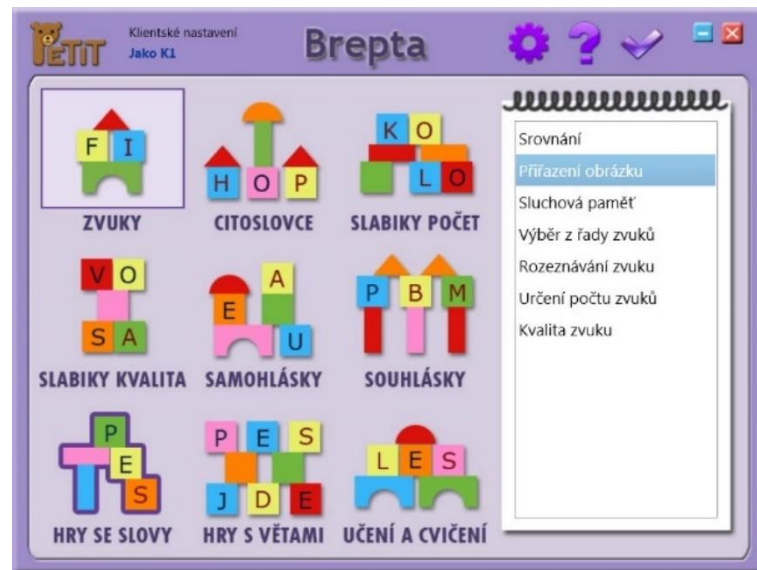 PETIT
Klientské nastavení
Jako K1
Brepta
?
F I
ZVUKY
H O P
CITOSLOVCE
K O
L O
SLABIKY POČET
V O
S A
SLABIKY KVALITA
A
E
U
SAMOHLÁSKY
P B M
SOUHLÁSKY
P
E
S
HRY SE SLOVY
P E S
J D E
HRY S VĚTAMI
L E S
UČENÍ A CVIČENÍ
Srovnání
Přiřazení obrázku
Sluchová paměť
Výběr z řady zvuků
Rozeznávání zvuku
Určení počtu zvuků
Kvalita zvuku